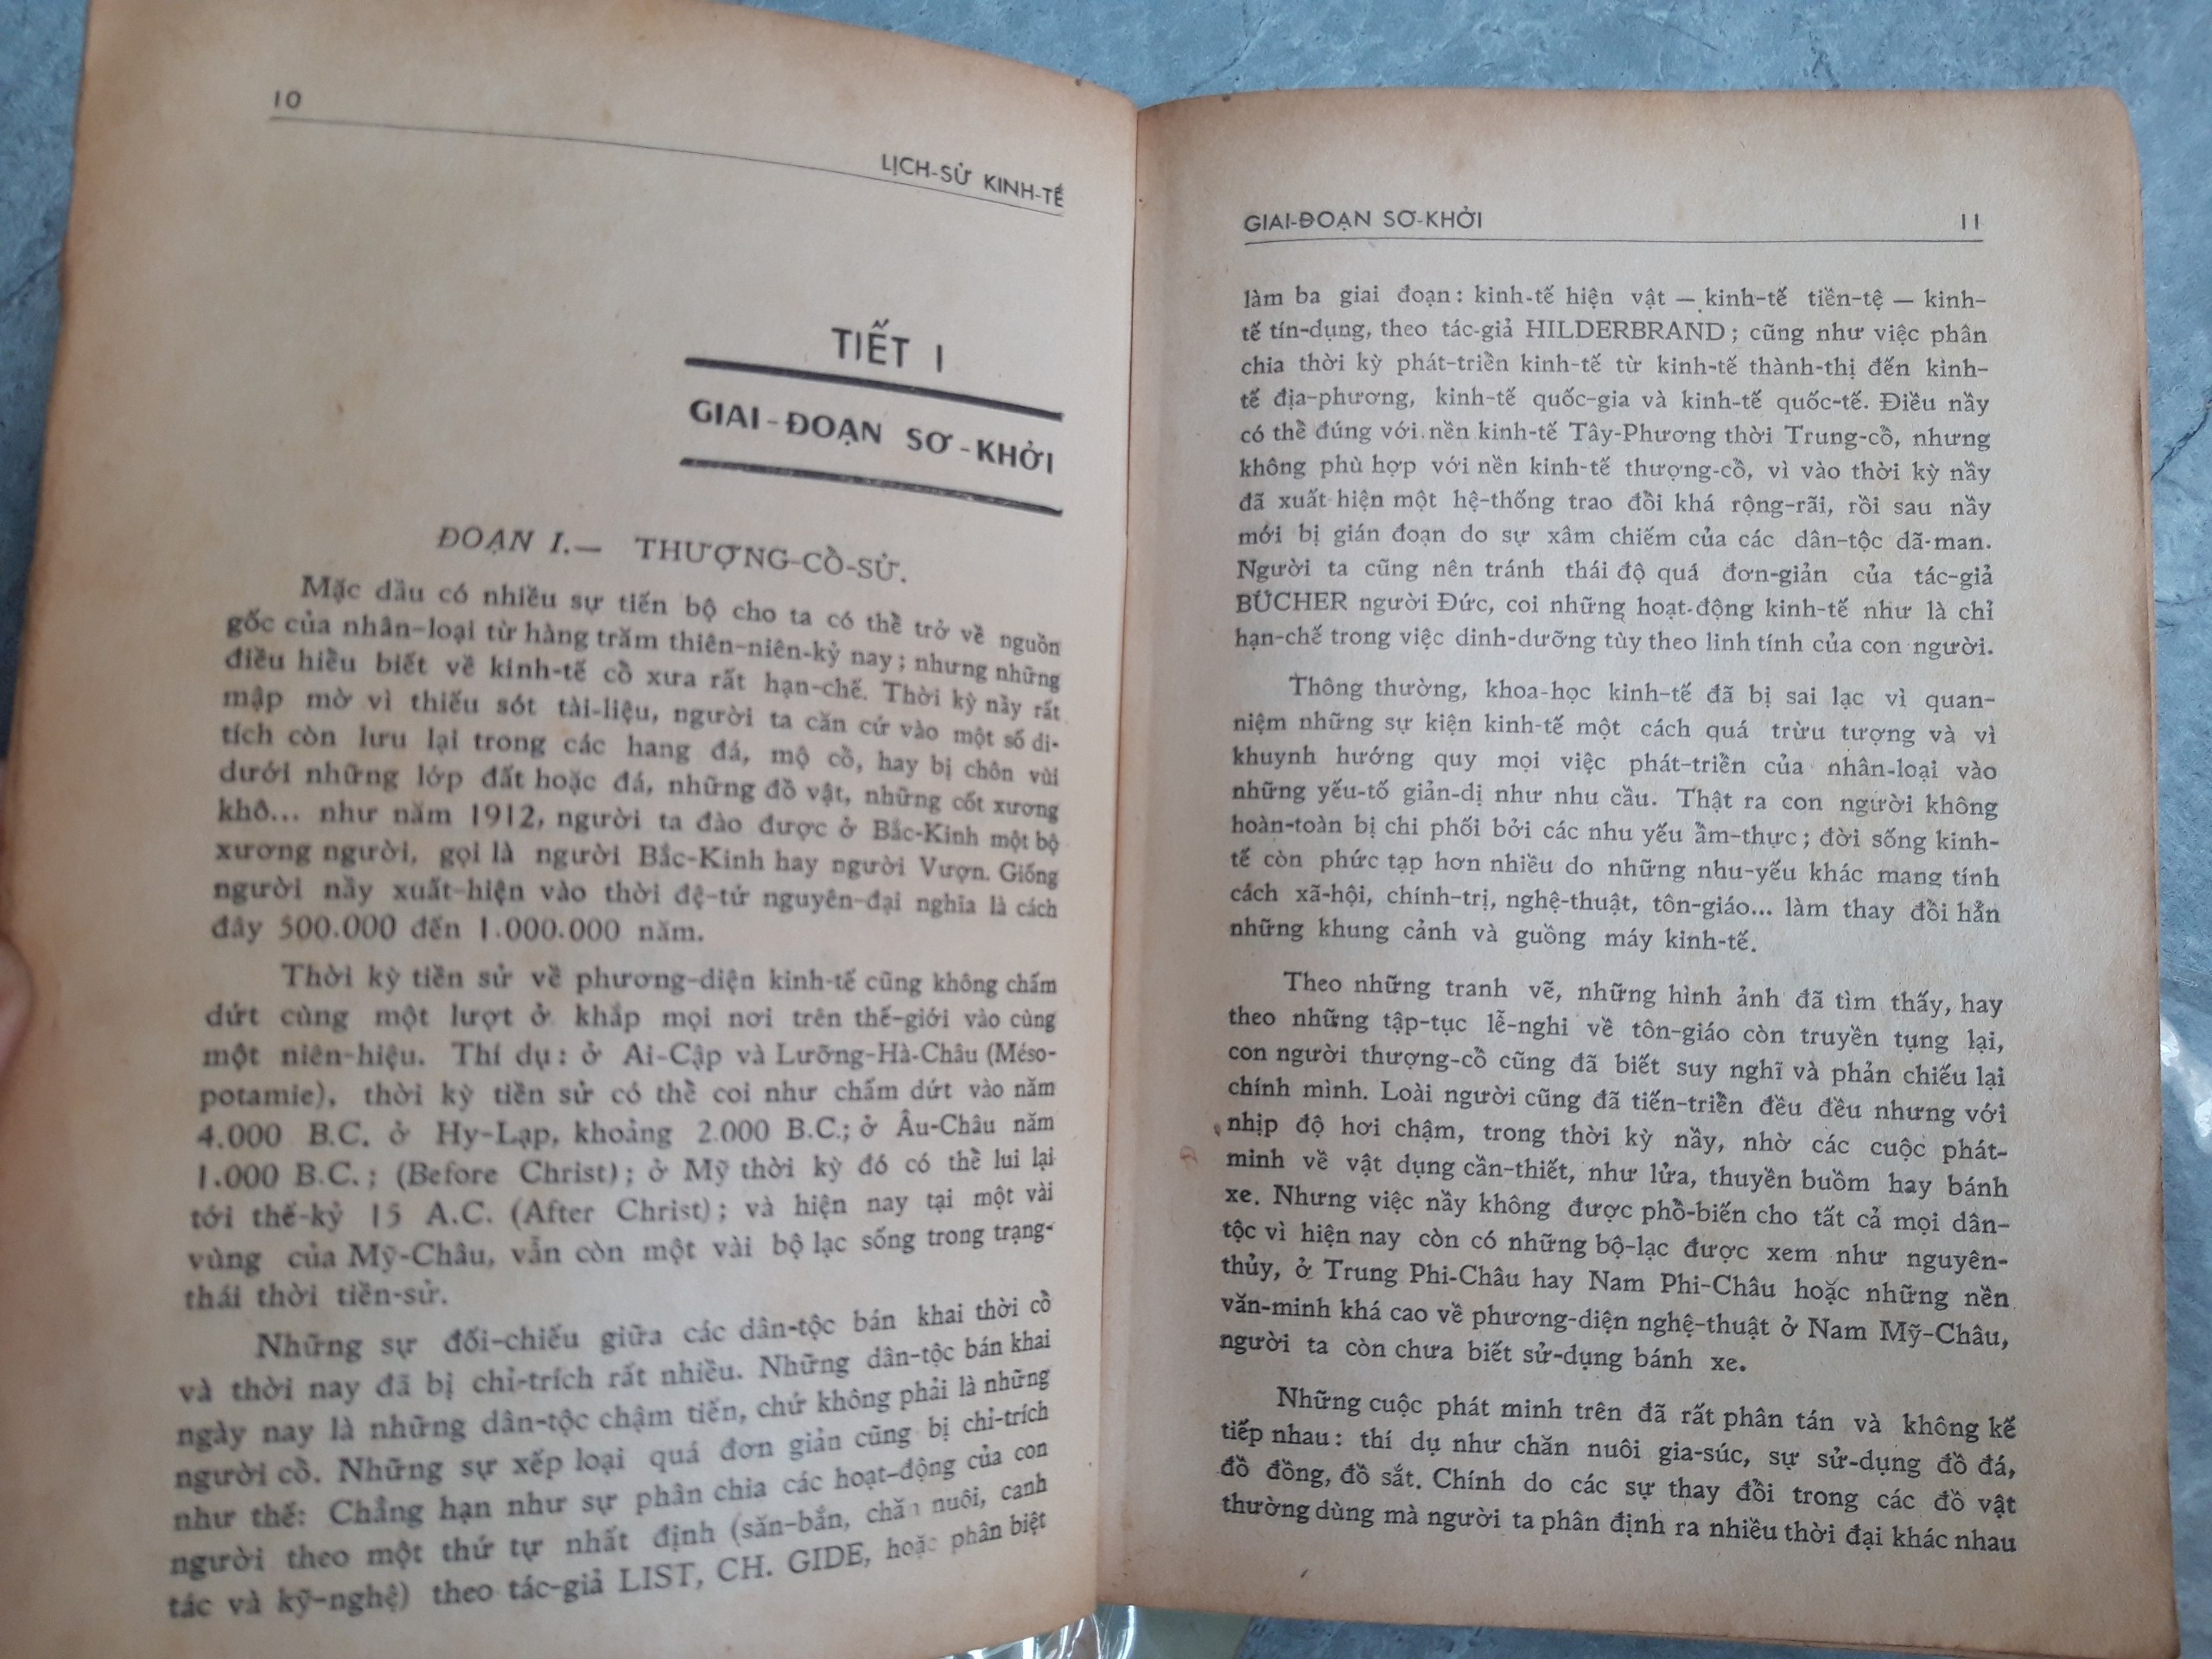 10
LỊCH-SỬ KINH-TẾ
TIẾT I
GIAI-ĐOẠN SƠ-KHỞI
ĐOẠN I.— THƯỢNG-CỔ-SỬ.
Mặc dầu có nhiều sự tiến bộ cho ta có thể trở về nguồn
gốc của nhân-loại từ hàng trăm thiên-niên-kỷ nay; nhưng những
điều hiểu biết về kinh-tế cổ xưa rất hạn-chế. Thời kỳ nầy rất
mập mờ vì thiếu sót tài-liệu, người ta căn cứ vào một số di-
tích còn lưu lại trong các hang đá, mộ cổ, hay bị chôn vùi
dưới những lớp đất hoặc đá, những đồ vật, những cốt xương
khô... như năm 1912, người ta đào được ở Bắc-Kinh một bộ
xương người, gọi là người Bắc-Kinh hay người Vượn. Giống
người nầy xuất-hiện vào thời đệ-tứ nguyên-đại nghĩa là cách
đây 500.000 đến 1.000.000 năm.
Thời kỳ tiền sử về phương-diện kinh-tế cũng không chấm
dứt cùng một lượt ở khắp mọi nơi trên thế-giới vào cùng
một niên-hiệu. Thí dụ: ở Ai-Cập và Lưỡng-Hà-Châu (Méso-
potamie), thời kỳ tiền sử có thể coi như chấm dứt vào năm
4.000 B.C. ở Hy-Lạp, khoảng 2.000 B.C.; ở Âu-Châu năm
1.000 B.C.; (Before Christ); ở Mỹ thời kỳ đó có thể lui lại
tới thế-kỷ 15 A.C. (After Christ); và hiện nay tại một vài
vùng của Mỹ-Châu, vẫn còn một vài bộ lạc sống trong trạng-
thái thời tiền-sử.
Những sự đối-chiếu giữa các dân-tộc bán khai thời cổ
và thời nay đã bị chỉ-trích rất nhiều. Những dân-tộc bán khai
ngày nay là những dân-tộc chậm tiến, chứ không phải là những
người cổ. Những sự xếp loại quá đơn giản cũng bị chỉ-trích
như thế: Chẳng hạn như sự phân chia các hoạt-động của con
người theo một thứ tự nhất định (săn-bắn, chăn nuôi, canh
tác và kỹ-nghệ) theo tác-giả LIST, CH. GIDE, hoặc phân biệt
GIAI-ĐOẠN SƠ-KHỞI 11
làm ba giai đoạn: kinh-tế hiện vật — kinh-tế tiền-tệ — kinh-
tế tín-dụng, theo tác-giả HILDERBRAND; cũng như việc phân
chia thời kỳ phát-triển kinh-tế từ kinh-tế thành-thị đến kinh-
tế địa-phương, kinh-tế quốc-gia và kinh-tế quốc-tế. Điều nầy
có thể đúng với nền kinh-tế Tây-Phương thời Trung-cổ, nhưng
không phù hợp với nền kinh-tế thượng-cổ, vì vào thời kỳ nầy
đã xuất hiện một hệ-thống trao đổi khá rộng-rãi, rồi sau nầy
mới bị gián đoạn do sự xâm chiếm của các dân-tộc dã-man.
Người ta cũng nên tránh thái độ quá đơn-giản của tác-giả
BÜCHER người Đức, coi những hoạt-động kinh-tế như là chỉ
hạn-chế trong việc dinh-dưỡng tùy theo linh tính của con người.
Thông thường, khoa-học kinh-tế đã bị sai lạc vì quan-
niệm những sự kiện kinh-tế một cách quá trừu tượng và vì
khuynh hướng quy mọi việc phát-triển của nhân-loại vào
những yếu-tố giản-dị như nhu cầu. Thật ra con người không
hoàn-toàn bị chi phối bởi các nhu yếu ẩm-thực; đời sống kinh-
tế còn phức tạp hơn nhiều do những nhu-yếu khác mang tính
cách xã-hội, chính-trị, nghệ-thuật, tôn-giáo... làm thay đổi hẳn
những khung cảnh và guồng máy kinh-tế.
Theo những tranh vẽ, những hình ảnh đã tìm thấy, hay
theo những tập-tục lễ-nghi về tôn-giáo còn truyền tụng lại,
con người thượng-cổ cũng đã biết suy nghĩ và phản chiếu lại
chính mình. Loài người cũng đã tiến-triển đều đều nhưng với
nhịp độ hơi chậm, trong thời kỳ nầy, nhờ các cuộc phát-
minh về vật dụng cần-thiết, như lửa, thuyền buồm hay bánh
xe. Nhưng việc nầy không được phổ-biến cho tất cả mọi dân-
tộc vì hiện nay còn có những bộ-lạc được xem như nguyên-
thủy, ở Trung Phi-Châu hay Nam Phi-Châu hoặc những nền
văn-minh khá cao về phương-diện nghệ-thuật ở Nam Mỹ-Châu,
người ta còn chưa biết sử-dụng bánh xe.
Những cuộc phát minh trên đã rất phân tán và không kế
tiếp nhau: thí dụ như chăn nuôi gia-súc, sự sử-dụng đồ đá,
đồ đồng, đồ sắt. Chính do các sự thay đổi trong các đồ vật
thường dùng mà người ta phân định ra nhiều thời đại khác nhau